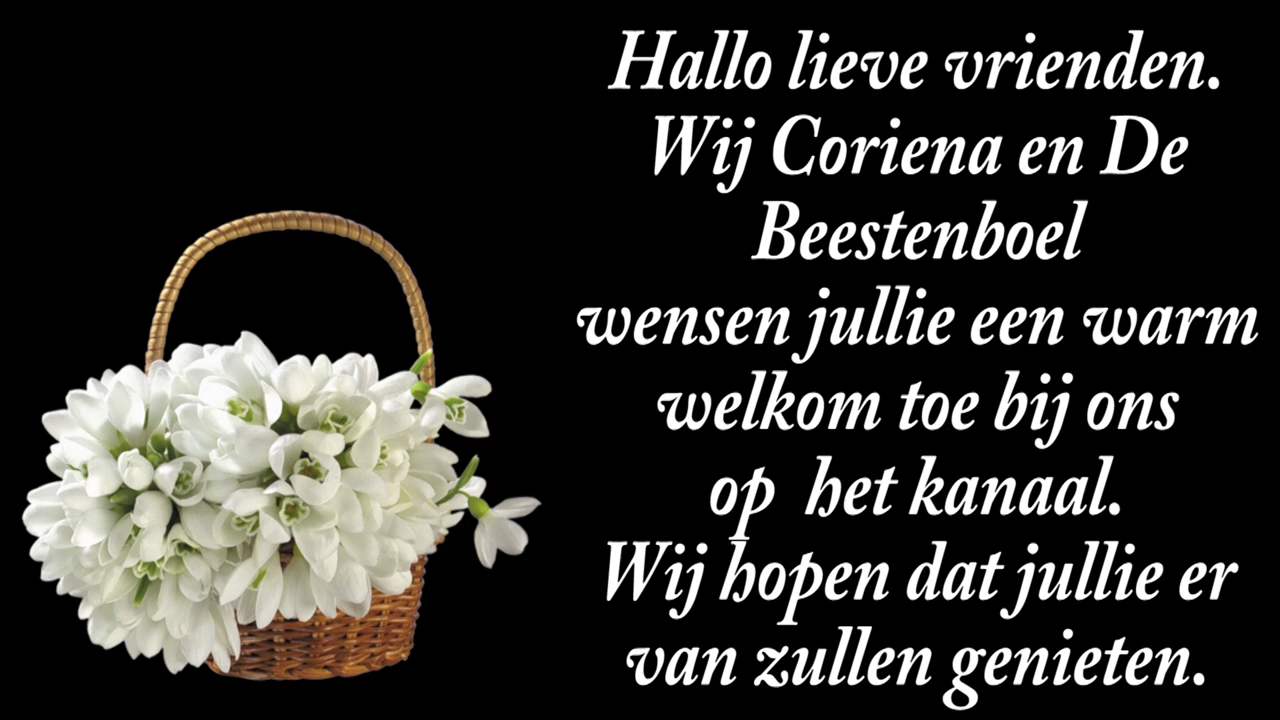 Hallo lieve vrienden.
Wij Coriena en De
Beestenboel
wensen jullie een warm
welkom toe bij ons
op het kanaal.
Wij hopen dat jullie er
van zullen genieten.